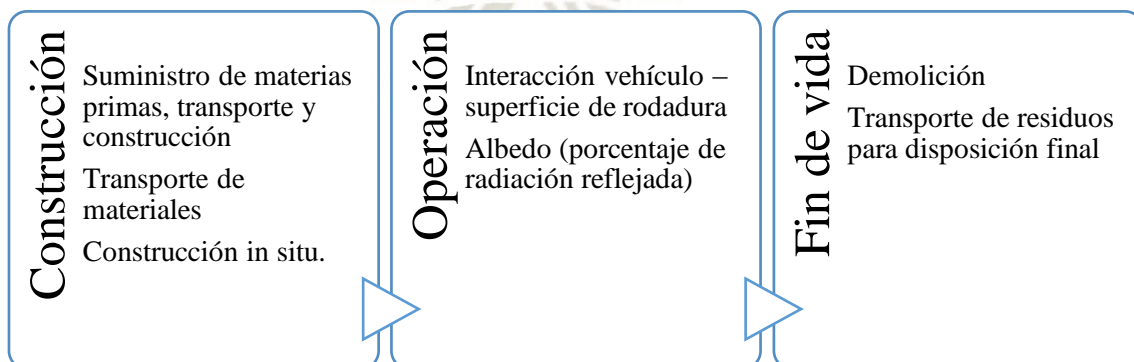 Construcción
Suministro de materias
primas, transporte y
construcción
Transporte de
materiales
Construcción in situ.
Operación
Interacción vehículo –
superficie de rodadura
Albedo (porcentaje de
radiación reflejada)
Fin de vida
Demolición
Transporte de residuos
para disposición final